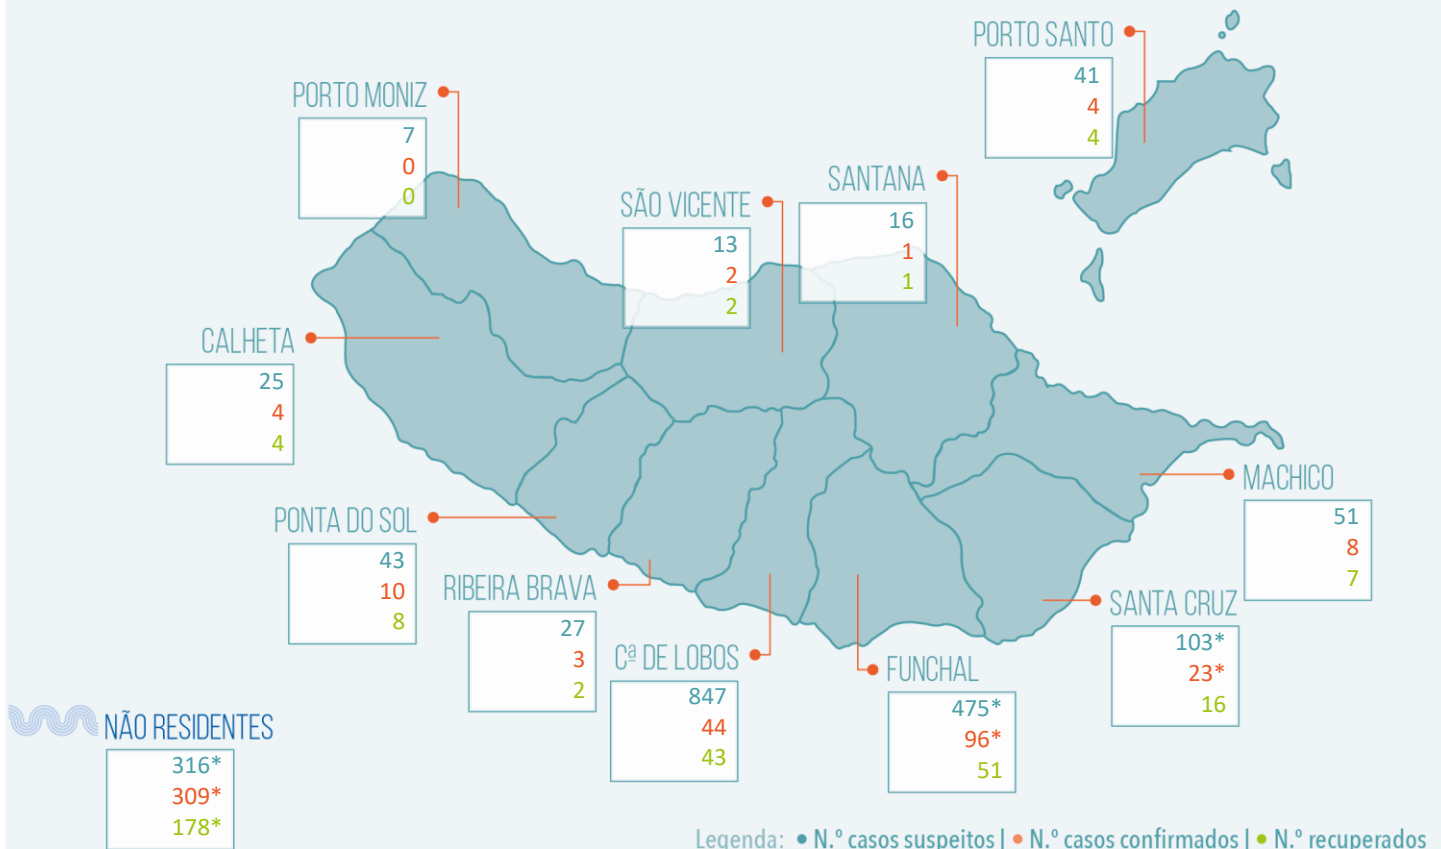 PORTO SANTO
41
4
4
PORTO MONIZ
7
0
0
SANTANA
16
1
1
SÃO VICENTE
13
2
2
CALHETA
25
4
4
MACHICO
51
8
7
PONTA DO SOL
43
10
8
RIBEIRA BRAVA
27
3
2
SANTA CRUZ
103*
23*
16
Cª DE LOBOS
847
44
43
FUNCHAL
475*
96*
51
NÃO RESIDENTES
316*
309*
178*
Legenda: • N.º casos suspeitos | • N.º casos confirmados | • N.º recuperados